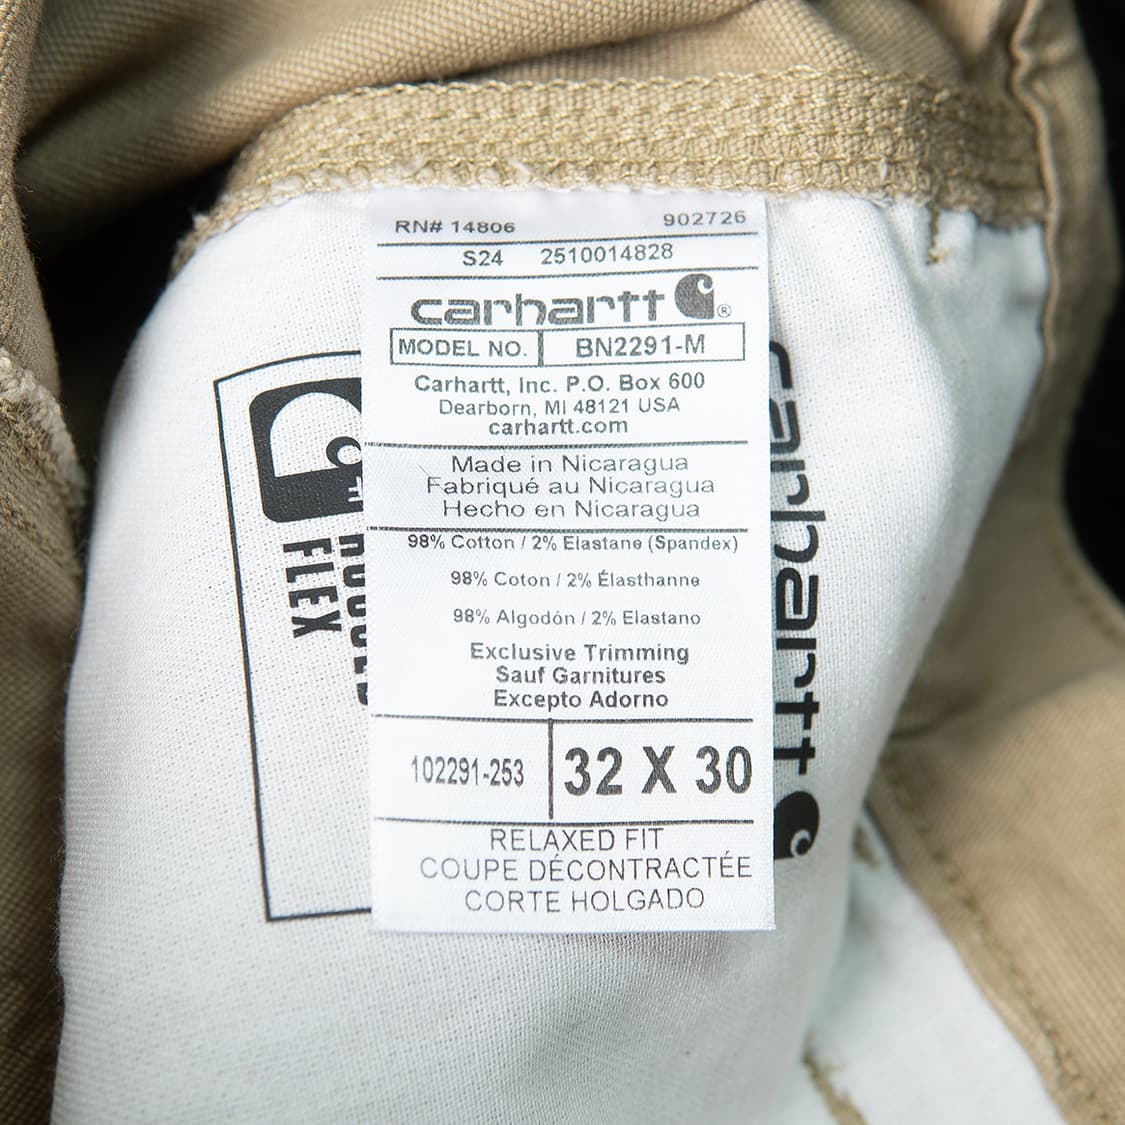 RN# 14806 902726
S24 2510014828
carhartt ®
MODEL NO. BN2291-M
Carhartt, Inc. P.O. Box 600
Dearborn, MI 48121 USA
carhartt.com
Made in Nicaragua
Fabriqué au Nicaragua
Hecho en Nicaragua
98% Cotton / 2% Elastane (Spandex)
98% Coton / 2% Élasthanne
98% Algodón / 2% Elastano
Exclusive Trimming
Sauf Garnitures
Excepto Adorno
102291-253 32 X 30
RELAXED FIT
COUPE DÉCONTRACTÉE
CORTE HOLGADO
FLEX
carhartt